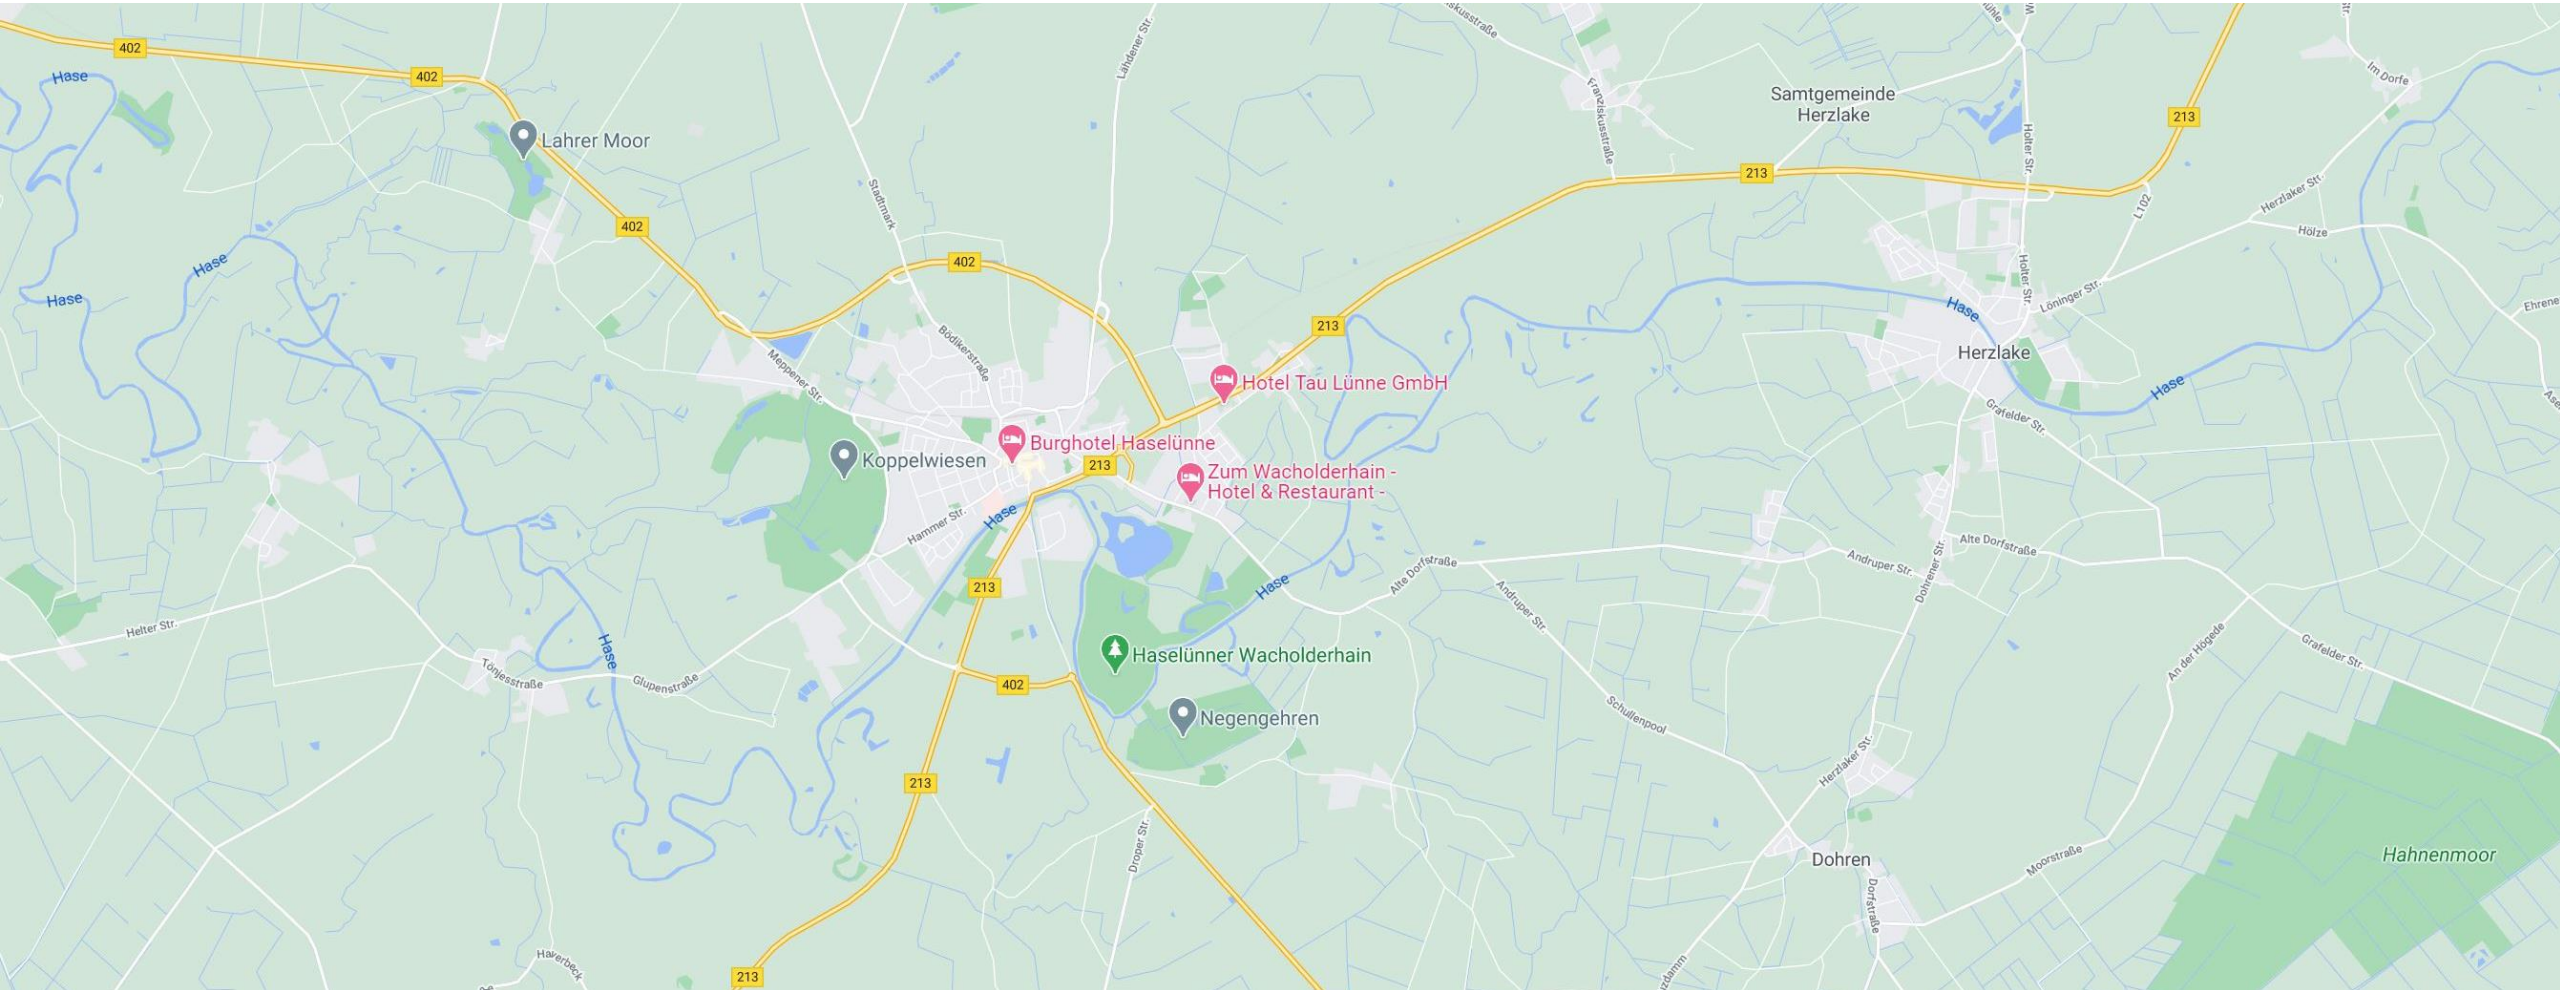 402
Hase
402
Lahrer Moor
Lähdener Str.
Franziskusstraße
Samtgemeinde
Herzlake
Holter Str.
213
Im Dorfe
213
Stadtmark
402
Hase
Hase
402
L102
Herzlaker Str.
Hölze
Holter Str.
Löninger Str.
Hase
213
Bödikerstraße
Meppener Str.
Herzlake
Hotel Tau Lünne GmbH
Hase
Grafelder Str.
Burghotel Haselünne
Koppelwiesen
213
Zum Wacholderhain -
Hotel & Restaurant -
Hase
Hammer Str.
Alte Dorfstraße
Andruper Str.
Dohrener Str.
Alte Dorfstraße
Hase
213
Andruper Str.
Helter Str.
Hase
Haselünner Wacholderhain
An der Högede
Grafelder Str.
Tönjesstraße
Glupenstraße
402
Negengehren
Schullenpool
Herzlaker Str.
213
Droper Str.
Dohren
Moorstraße
Hahnenmoor
Dorfstraße
Haverbeck
213